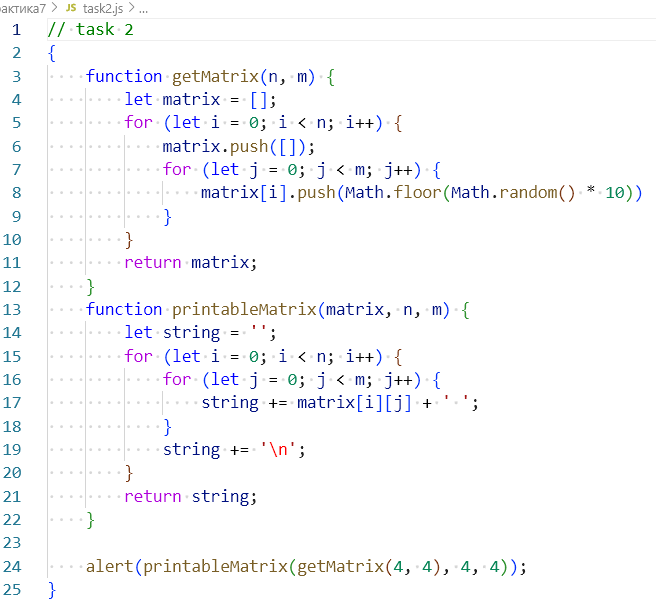 рактика7 > JS task2.js > ...
1 // task 2
2 {
3     function getMatrix(n, m) {
4         let matrix = [];
5         for (let i = 0; i < n; i++) {
6             matrix.push([]);
7             for (let j = 0; j < m; j++) {
8                 matrix[i].push(Math.floor(Math.random() * 10))
9             }
10         }
11         return matrix;
12     }
13     function printableMatrix(matrix, n, m) {
14         let string = '';
15         for (let i = 0; i < n; i++) {
16             for (let j = 0; j < m; j++) {
17                 string += matrix[i][j] + ' ';
18             }
19             string += '\n';
20         }
21         return string;
22     }
23
24     alert(printableMatrix(getMatrix(4, 4), 4, 4));
25 }